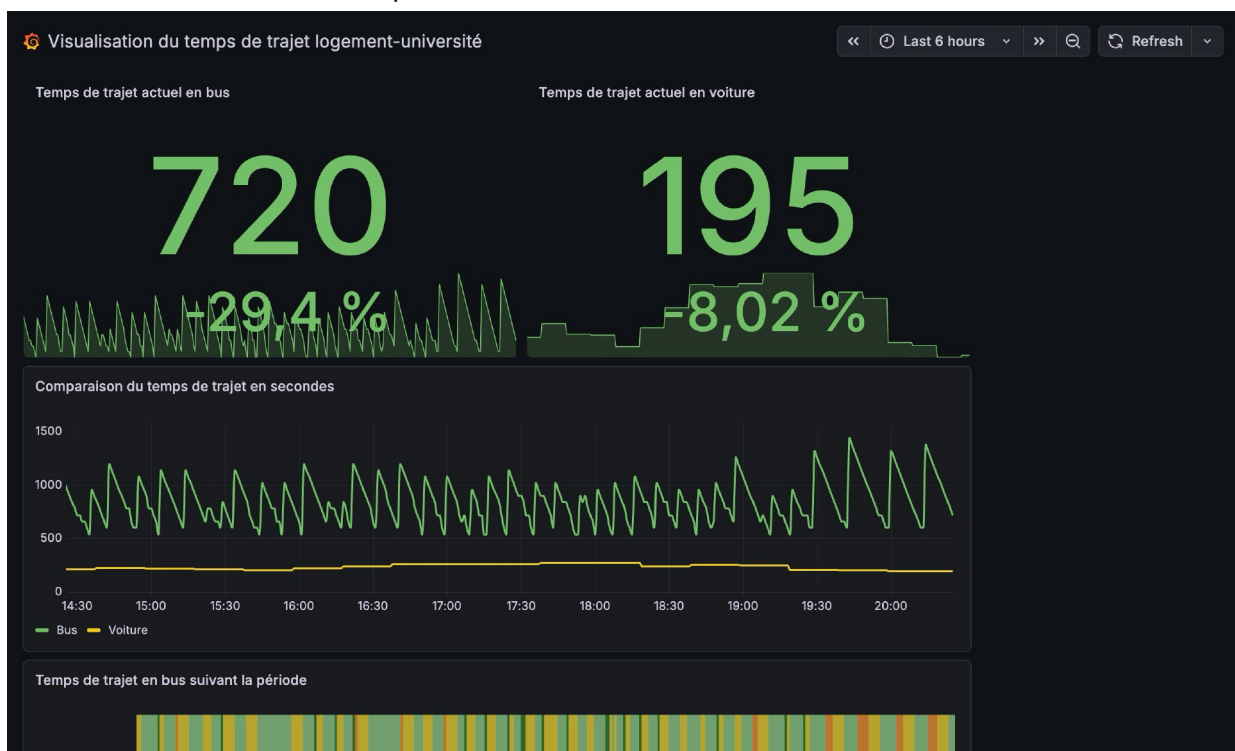 Visualisation du temps de trajet logement-université
Last 6 hours
Refresh
Temps de trajet actuel en bus
Temps de trajet actuel en voiture
720
195
-29,4 %
-8,02 %
Comparaison du temps de trajet en secondes
1500
1000
500
0
14:30 15:00 15:30 16:00 16:30 17:00 17:30 18:00 18:30 19:00 19:30 20:00
Bus Voiture
Temps de trajet en bus suivant la période